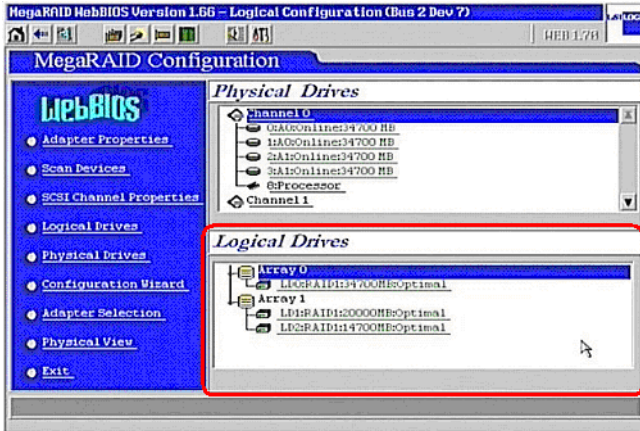 MegaRAID WebBIOS Version 1.66 - Logical Configuration (Bus 2 Dev 7)
WEB 1.70
MegaRAID Configuration
WebBIOS
Adapter Properties
Scan Devices
SCSI Channel Properties
Logical Drives
Physical Drives
Configuration Wizard
Adapter Selection
Physical View
Exit
Physical Drives
Channel 0
0:A0:Online:34700 MB
1:A0:Online:34700 MB
2:A1:Online:34700 MB
3:A1:Online:34700 MB
8:Processor
Channel 1
Logical Drives
Array 0
LD0:RAID1:34700MB:Optimal
Array 1
LD1:RAID1:20000MB:Optimal
LD2:RAID1:14700MB:Optimal